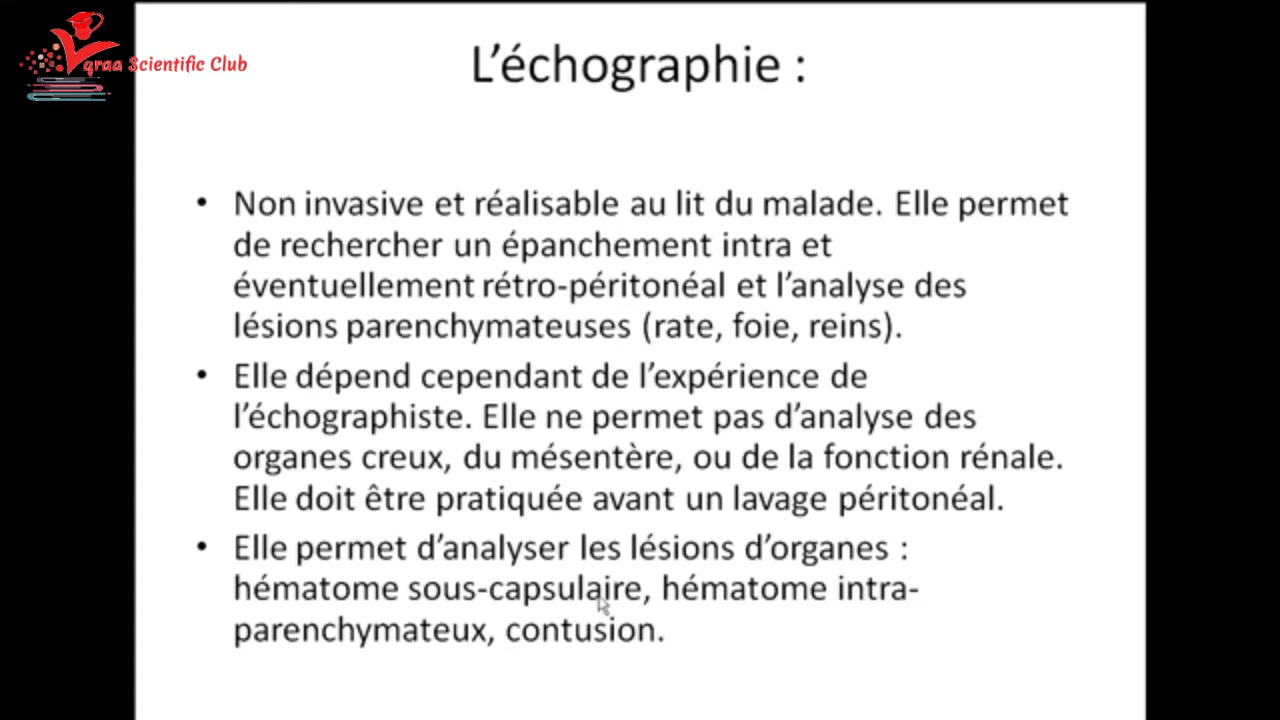 qraa Scientific Club
L’échographie :
• Non invasive et réalisable au lit du malade. Elle permet
de rechercher un épanchement intra et
éventuellement rétro-péritonéal et l’analyse des
lésions parenchymateuses (rate, foie, reins).
• Elle dépend cependant de l’expérience de
l’échographiste. Elle ne permet pas d’analyse des
organes creux, du mésentère, ou de la fonction rénale.
Elle doit être pratiquée avant un lavage péritonéal.
• Elle permet d’analyser les lésions d’organes :
hématome sous-capsulaire, hématome intra-
parenchymateux, contusion.